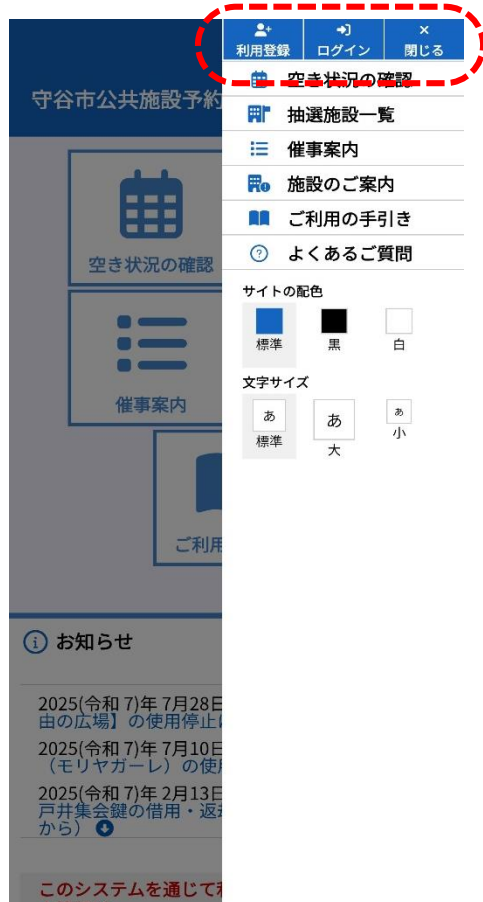 利用登録 ログイン 閉じる
空き状況の確認
抽選施設一覧
催事案内
施設のご案内
ご利用の手引き
よくあるご質問
サイトの配色
標準 黒 白
文字サイズ
あ あ あ
標準 大 小
守谷市公共施設予約
空き状況の確認
催事案内
ご利用
お知らせ
2025(令和 7)年 7月28日
由の広場】の使用停止
2025(令和 7)年 7月10日
（モリヤガーレ）の使
2025(令和 7)年 2月13日
戸井集会鍵の借用・返
から）
このシステムを通じて